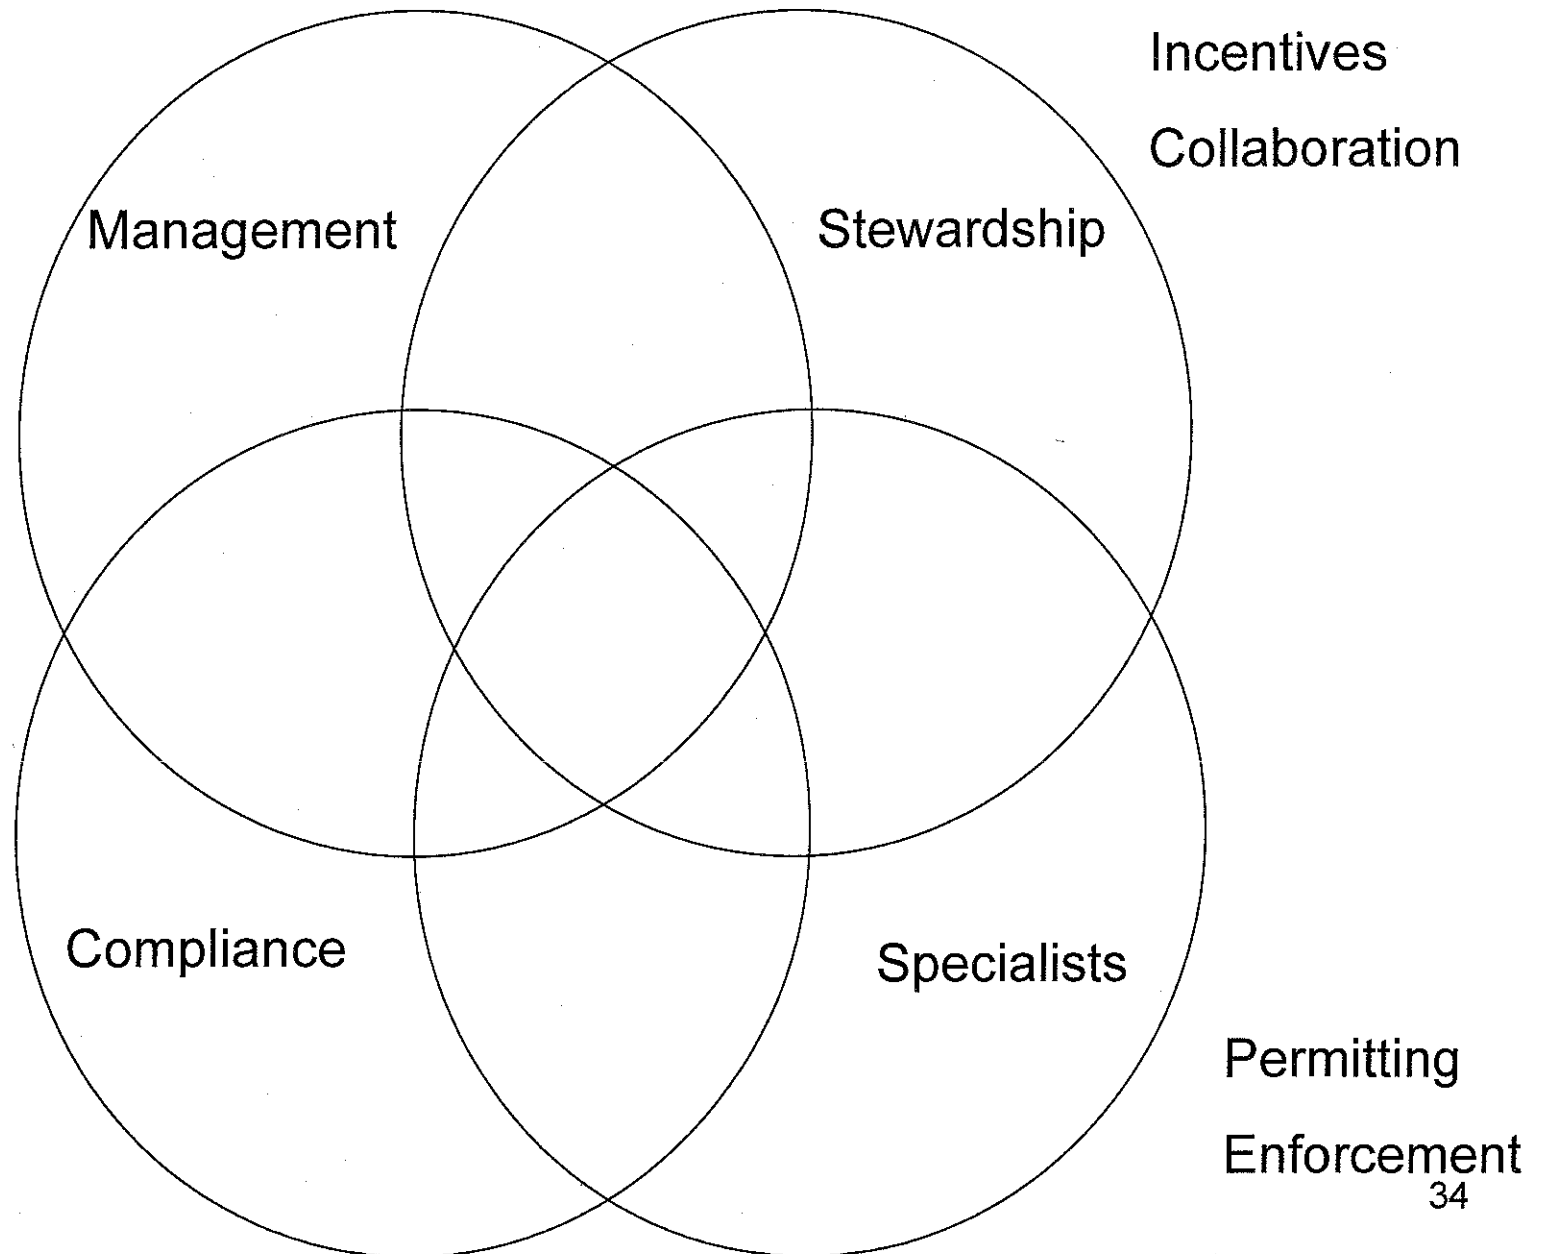 Incentives
Collaboration
Management
Stewardship
Compliance
Specialists
Permitting
Enforcement
34